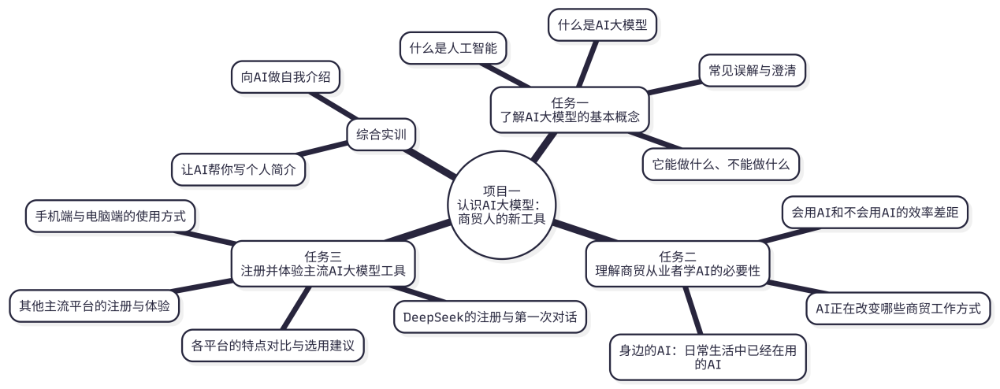 项目一
认识AI大模型：
商贸人的新工具
任务一
了解AI大模型的基本概念
什么是人工智能
什么是AI大模型
常见误解与澄清
它能做什么、不能做什么
任务二
理解商贸从业者学AI的必要性
会用AI和不会用AI的效率差距
AI正在改变哪些商贸工作方式
身边的AI：日常生活中已经在用
的AI
任务三
注册并体验主流AI大模型工具
DeepSeek的注册与第一次对话
各平台的特点对比与选用建议
其他主流平台的注册与体验
手机端与电脑端的使用方式
综合实训
让AI帮你写个人简介
向AI做自我介绍